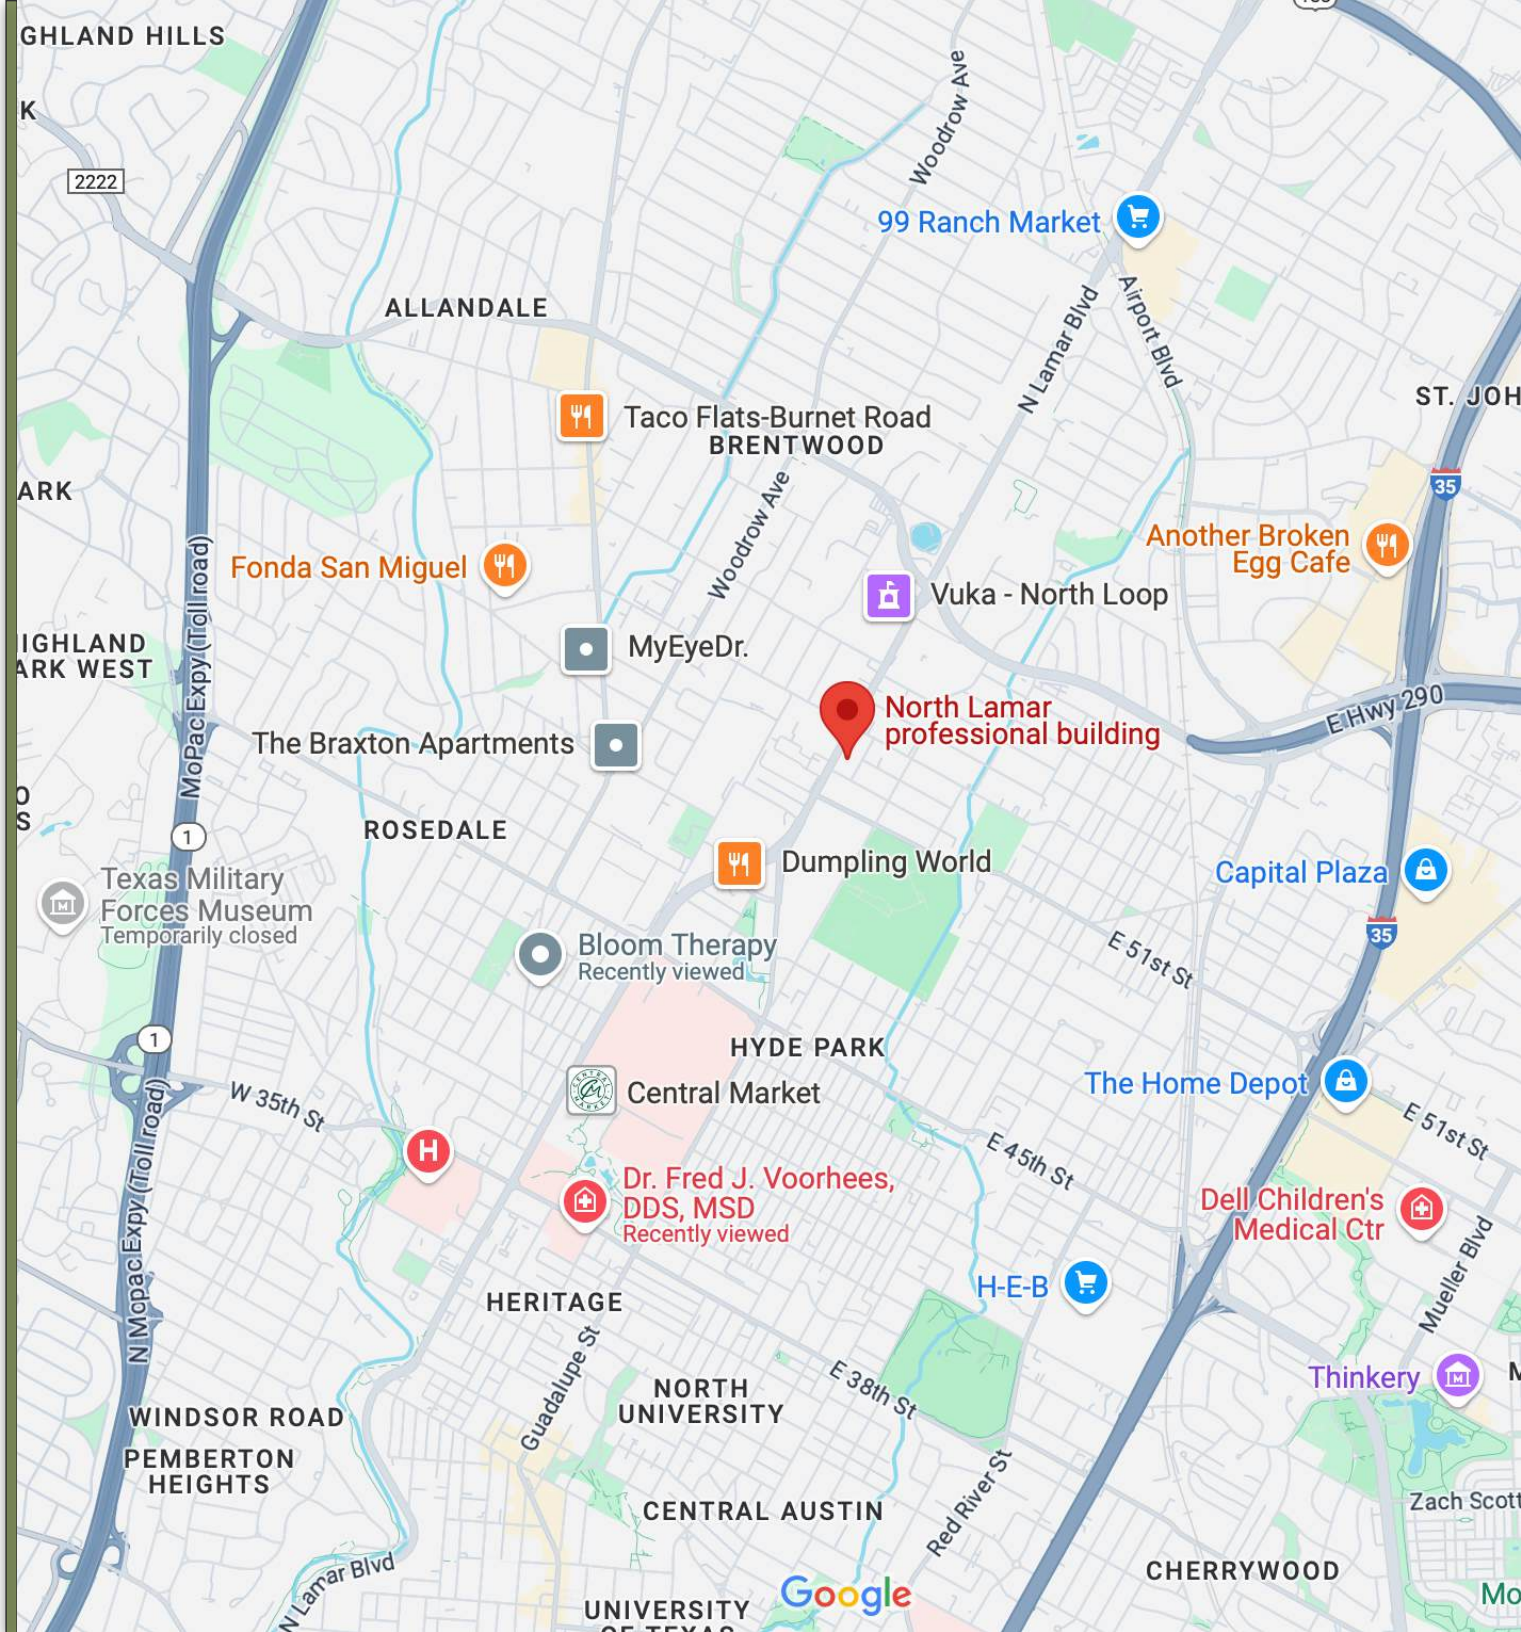 GHLAND HILLS
K
2222
Woodrow Ave
99 Ranch Market
ALLANDALE
N Lamar Blvd
Airport Blvd
ST. JOH
Taco Flats-Burnet Road
BRENTWOOD
ARK
35
Woodrow Ave
Another Broken
Egg Cafe
MoPac Expy (Toll road)
Fonda San Miguel
Vuka - North Loop
IGHLAND
ARK WEST
MyEyeDr.
North Lamar
professional building
E Hwy 290
The Braxton Apartments
O
S
1
ROSEDALE
Dumpling World
Capital Plaza
Texas Military
Forces Museum
Temporarily closed
35
Bloom Therapy
Recently viewed
E 51st St
1
HYDE PARK
W 35th St
Central Market
CENTRAL
MARKET
CM
The Home Depot
E 51st St
H
E 45th St
Dr. Fred J. Voorhees,
DDS, MSD
Recently viewed
Dell Children's
Medical Ctr
N Mopac Expy (Toll road)
Mueller Blvd
H-E-B
HERITAGE
Guadalupe St
E 38th St
Thinkery
M
NORTH
UNIVERSITY
WINDSOR ROAD
PEMBERTON
HEIGHTS
Red River St
Zach Scott
CENTRAL AUSTIN
N Lamar Blvd
CHERRYWOOD
Google
Mo
UNIVERSITY
OF TEXAS